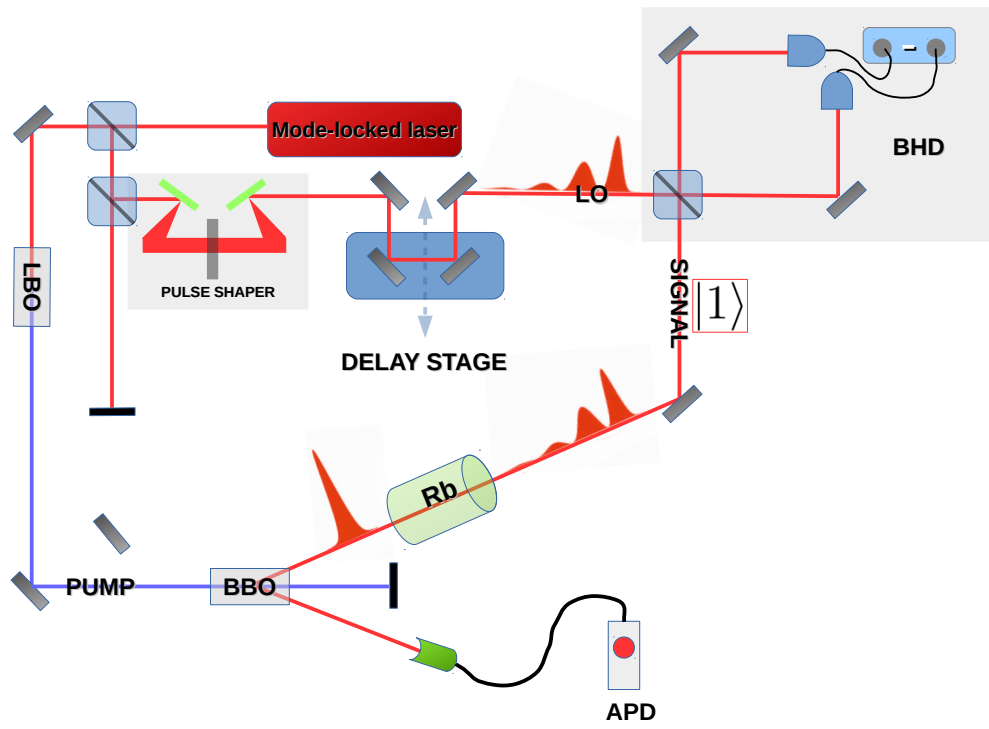 Mode-locked laser
-
BHD
LO
LBO
PULSE SHAPER
SIGNAL
|1⟩
DELAY STAGE
Rb
PUMP
BBO
APD